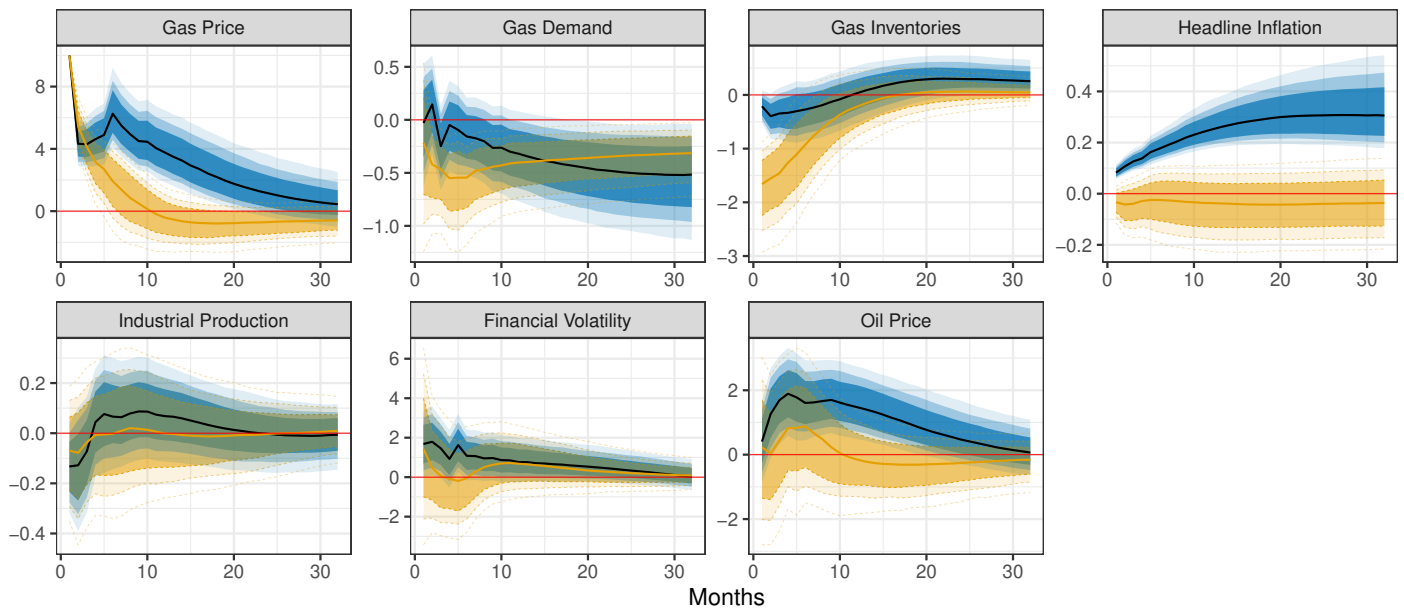 Gas Price
Gas Demand
Gas Inventories
Headline Inflation
8
4
0
0 10 20 30
0.5
0.0
−0.5
−1.0
0 10 20 30
0
−1
−2
−3
0 10 20 30
0.4
0.2
0.0
−0.2
0 10 20 30
Industrial Production
Financial Volatility
Oil Price
0.2
0.0
−0.2
−0.4
0 10 20 30
6
4
2
0
−2
0 10 20 30
2
0
−2
0 10 20 30
Months